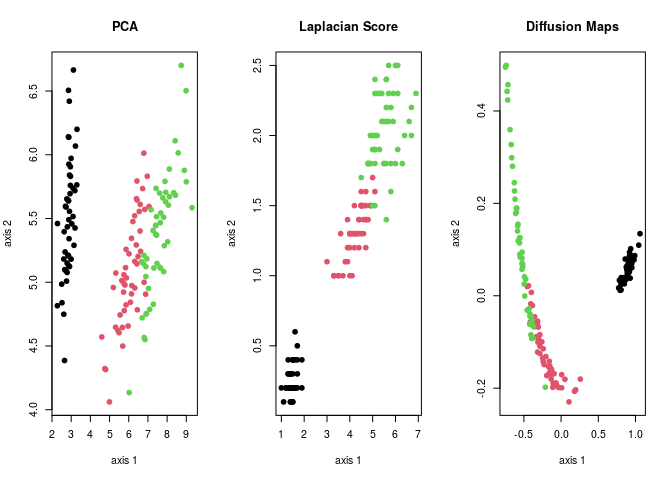 PCA
Laplacian Score
Diffusion Maps
axis 2
4.0 4.5 5.0 5.5 6.0 6.5
2 3 4 5 6 7 8 9
axis 1
axis 2
0.5 1.0 1.5 2.0 2.5
1 2 3 4 5 6 7
axis 1
axis 2
-0.2 0.0 0.2 0.4
-0.5 0.0 0.5 1.0
axis 1